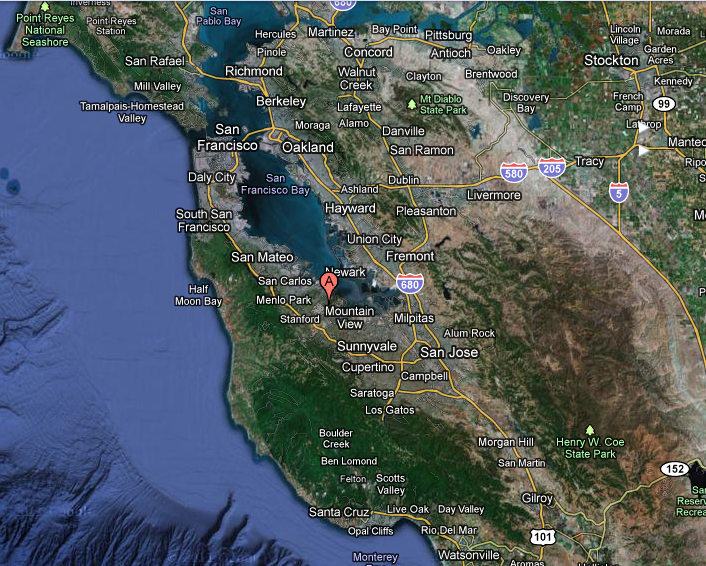 Inverness
680
Point Reyes
National
Seashore
Point Reyes
Station
San
Pablo Bay
Hercules
Martinez
680
Bay Point
Pittsburg
Antioch
Oakley
Lincoln
Village
Morada
Pinole
Concord
Garden
Acres
Stockton
San Rafael
Richmond
Walnut
Creek
Clayton
Brentwood
Kennedy
Mill Valley
Berkeley
Lafayette
Mt Diablo
State Park
Discovery
Bay
French
Camp
99
Tamalpais-Homestead
Valley
Moraga
Alamo
Lathrop
San
Francisco
Oakland
Danville
Manteca
San Ramon
Tracy
580
205
Daly City
San
Francisco Bay
Ashland
Dublin
Livermore
5
Hayward
Pleasanton
South San
Francisco
Union City
San Mateo
Fremont
Newark
San Carlos
A
680
Half
Moon Bay
Menlo Park
Mountain
View
Stanford
Milpitas
Alum Rock
Sunnyvale
San Jose
Cupertino
Campbell
Saratoga
Los Gatos
Boulder
Creek
Morgan Hill
Henry W. Coe
State Park
Ben Lomond
San Martin
152
Felton
Scotts
Valley
San
Reserv
Recrea
Gilroy
Santa Cruz
Live Oak
Day Valley
Opal Cliffs
Rio Del Mar
101
Monterey
Watsonville
Aromas